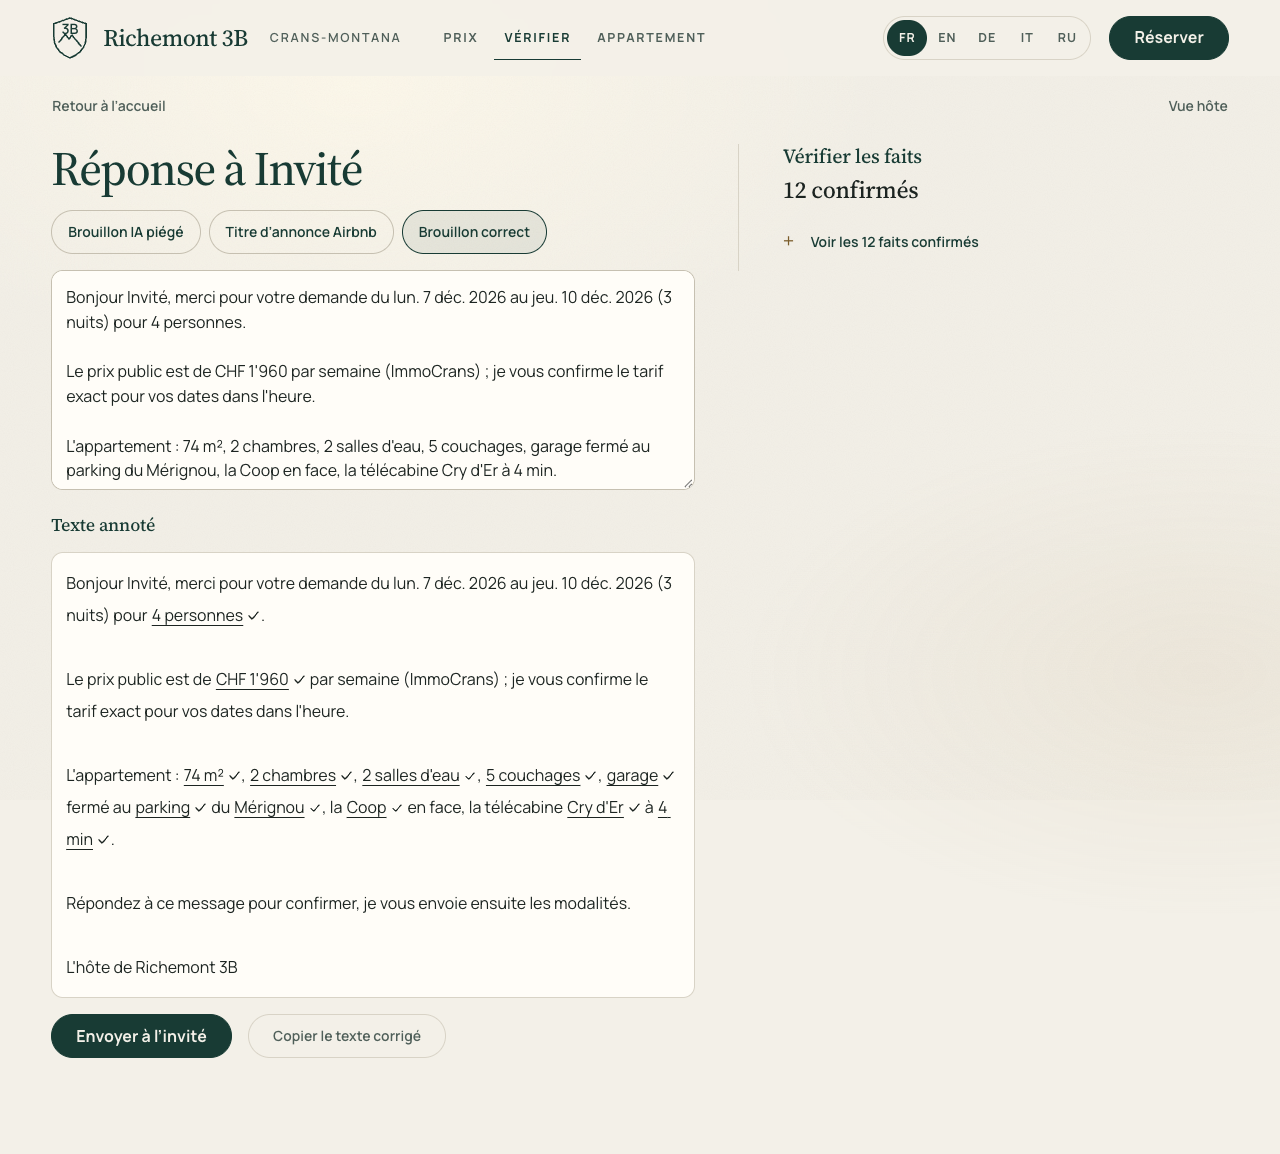 3B Richemont 3B CRANS-MONTANA PRIX VÉRIFIER APPARTEMENT FR EN DE IT RU Réserver
Retour à l'accueil Vue hôte
Réponse à Invité
Brouillon IA piégé Titre d'annonce Airbnb Brouillon correct
Bonjour Invité, merci pour votre demande du lun. 7 déc. 2026 au jeu. 10 déc. 2026 (3
nuits) pour 4 personnes.
Le prix public est de CHF 1'960 par semaine (ImmoCrans) ; je vous confirme le tarif
exact pour vos dates dans l'heure.
L'appartement : 74 m², 2 chambres, 2 salles d'eau, 5 couchages, garage fermé au
parking du Mérignou, la Coop en face, la télécabine Cry d'Er à 4 min.
Texte annoté
Bonjour Invité, merci pour votre demande du lun. 7 déc. 2026 au jeu. 10 déc. 2026 (3
nuits) pour 4 personnes ✓.
Le prix public est de CHF 1'960 ✓ par semaine (ImmoCrans) ; je vous confirme le
tarif exact pour vos dates dans l'heure.
L'appartement : 74 m² ✓, 2 chambres ✓, 2 salles d'eau ✓, 5 couchages ✓, garage ✓
fermé au parking ✓ du Mérignou ✓, la Coop ✓ en face, la télécabine Cry d'Er ✓ à 4
min ✓.
Répondez à ce message pour confirmer, je vous envoie ensuite les modalités.
L'hôte de Richemont 3B
Envoyer à l'invité Copier le texte corrigé
Vérifier les faits
12 confirmés
+ Voir les 12 faits confirmés